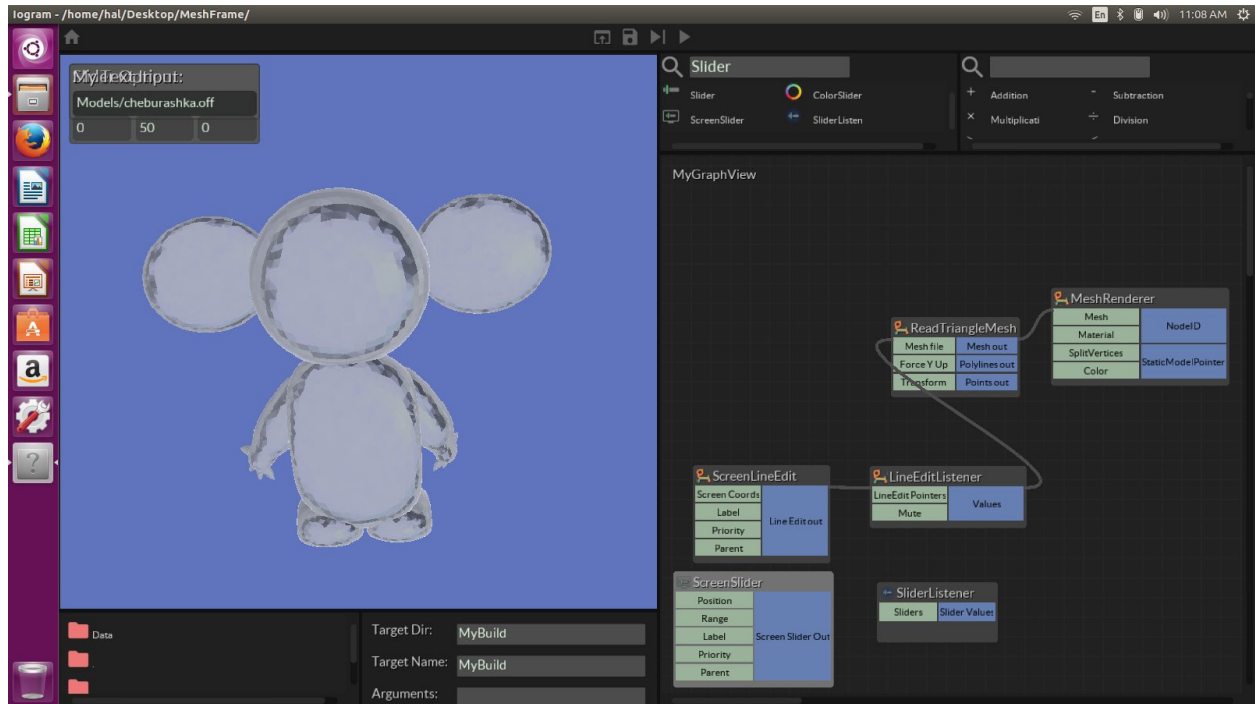 Iogram - /home/hal/Desktop/MeshFrame/
En
11:08 AM
Models/cheburashka.off
0 50 0
Slider
Slider
ColorSlider
ScreenSlider
SliderListen
+ Addition
- Subtraction
× Multiplicati
÷ Division
MyGraphView
MeshRenderer
Mesh
Material
SplitVertices
Color
NodeID
StaticModelPointer
ReadTriangleMesh
Mesh file
Force Y Up
Transform
Mesh out
Polylines out
Points out
ScreenLineEdit
Screen Coords
Label
Priority
Parent
Line Edit out
LineEditListener
LineEdit Pointers
Mute
Values
ScreenSlider
Position
Range
Label
Priority
Parent
Screen Slider Out
SliderListener
Sliders
Slider Values
Data
.
Target Dir: MyBuild
Target Name: MyBuild
Arguments: